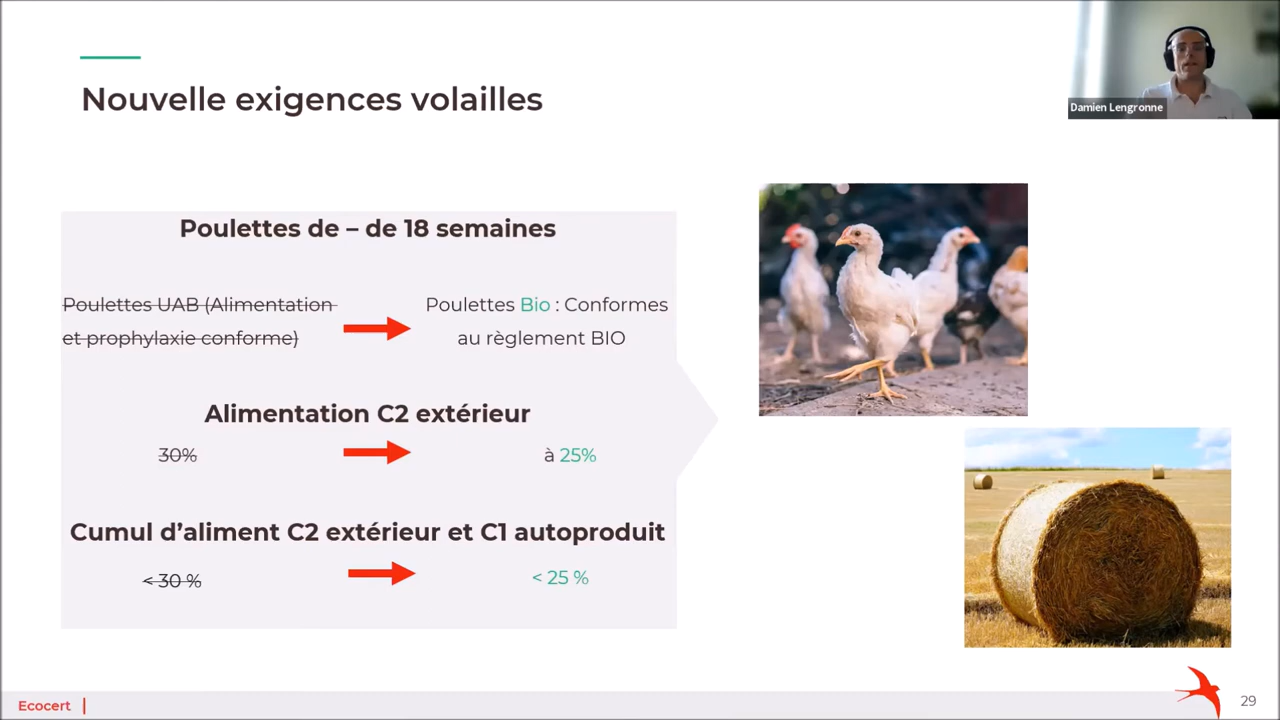 Nouvelle exigences volailles
Damien Lengronne
Poulettes de – de 18 semaines
Poulettes UAB (Alimentation
et prophylaxie conforme)
Poulettes Bio : Conformes
au règlement BIO
Alimentation C2 extérieur
30%
à 25%
Cumul d’aliment C2 extérieur et C1 autoproduit
< 30 %
< 25 %
Ecocert |
29